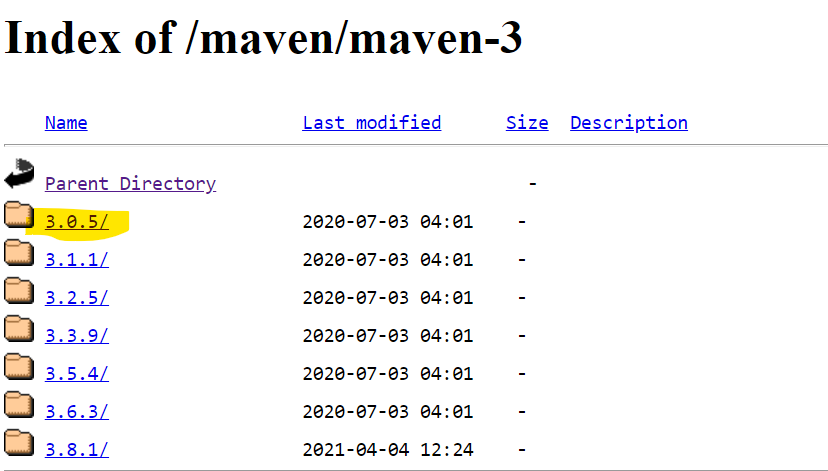 Index of /maven/maven-3
Name Last modified Size Description
Parent Directory -
3.0.5/ 2020-07-03 04:01 -
3.1.1/ 2020-07-03 04:01 -
3.2.5/ 2020-07-03 04:01 -
3.3.9/ 2020-07-03 04:01 -
3.5.4/ 2020-07-03 04:01 -
3.6.3/ 2020-07-03 04:01 -
3.8.1/ 2021-04-04 12:24 -